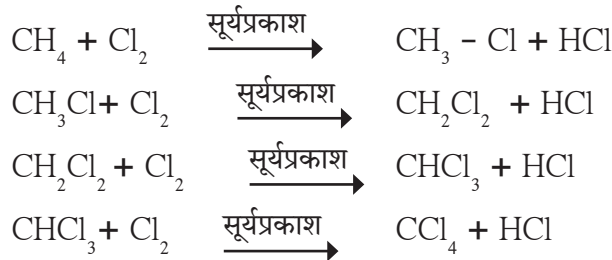 CH₄ + Cl₂ सूर्यप्रकाश → CH₃ – Cl + HCl
CH₃Cl+ Cl₂ सूर्यप्रकाश → CH₂Cl₂ + HCl
CH₂Cl₂ + Cl₂ सूर्यप्रकाश → CHCl₃ + HCl
CHCl₃+ Cl₂ सूर्यप्रकाश → CCl₄ + HCl